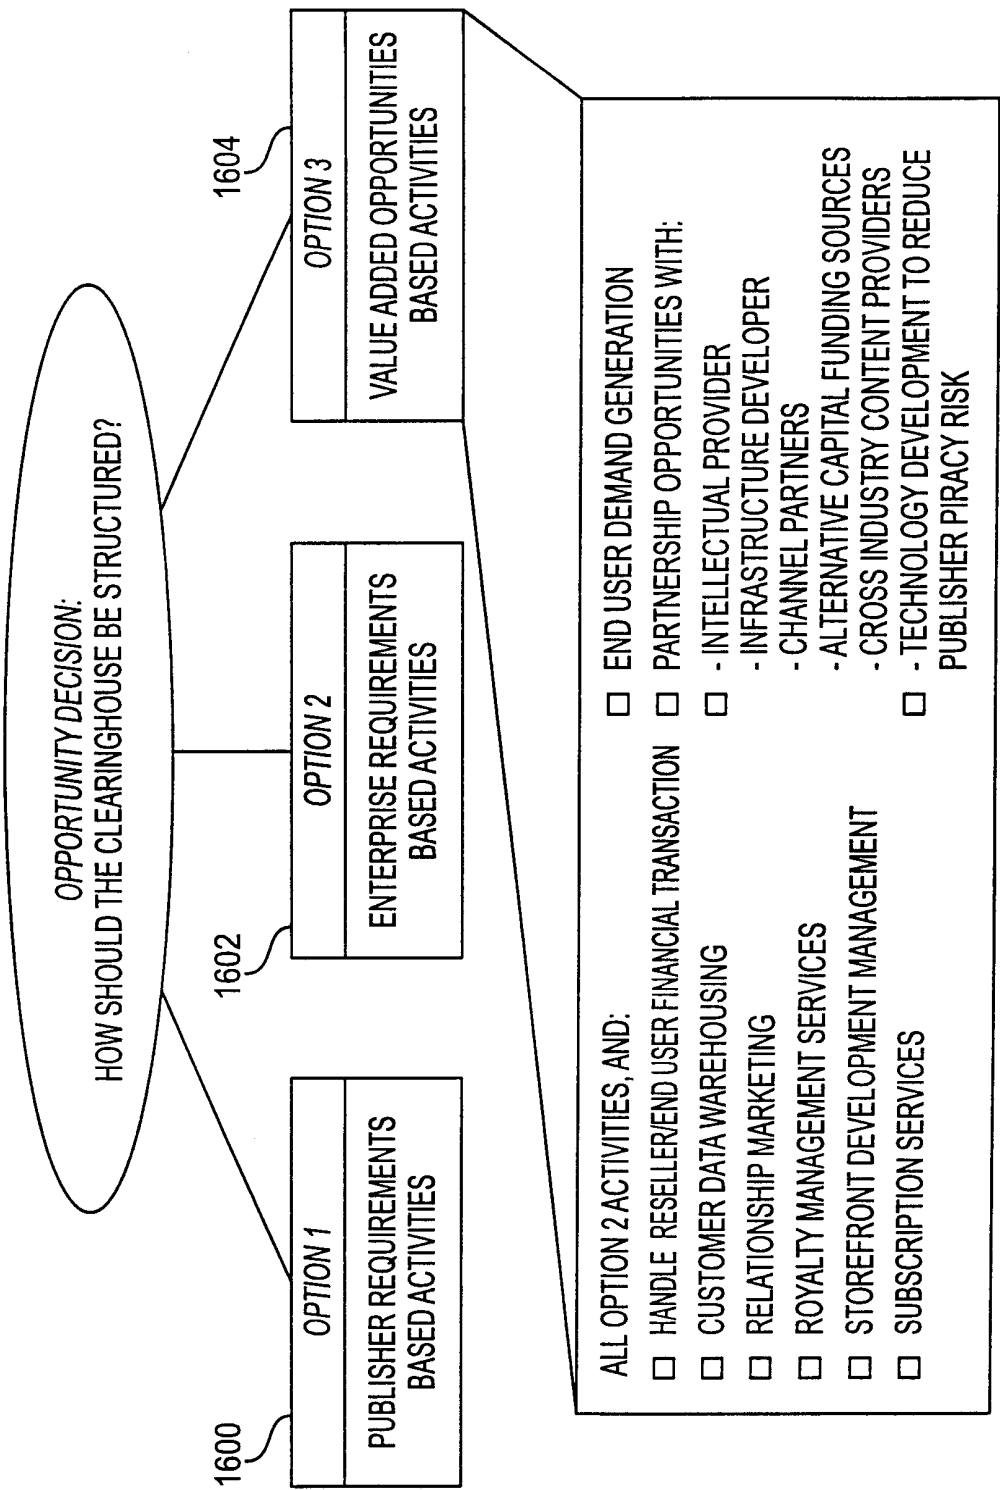 OPPORTUNITY DECISION:
HOW SHOULD THE CLEARINGHOUSE BE STRUCTURED?
1600
OPTION 1
PUBLISHER REQUIREMENTS
BASED ACTIVITIES
1602
OPTION 2
ENTERPRISE REQUIREMENTS
BASED ACTIVITIES
1604
OPTION 3
VALUE ADDED OPPORTUNITIES
BASED ACTIVITIES
ALL OPTION 2 ACTIVITIES, AND:
□ HANDLE RESELLER/END USER FINANCIAL TRANSACTION
□ CUSTOMER DATA WAREHOUSING
□ RELATIONSHIP MARKETING
□ ROYALTY MANAGEMENT SERVICES
□ STOREFRONT DEVELOPMENT MANAGEMENT
□ SUBSCRIPTION SERVICES
□ END USER DEMAND GENERATION
□ PARTNERSHIP OPPORTUNITIES WITH:
□ - INTELLECTUAL PROVIDER
- INFRASTRUCTURE DEVELOPER
- CHANNEL PARTNERS
- ALTERNATIVE CAPITAL FUNDING SOURCES
- CROSS INDUSTRY CONTENT PROVIDERS
□ - TECHNOLOGY DEVELOPMENT TO REDUCE
PUBLISHER PIRACY RISK